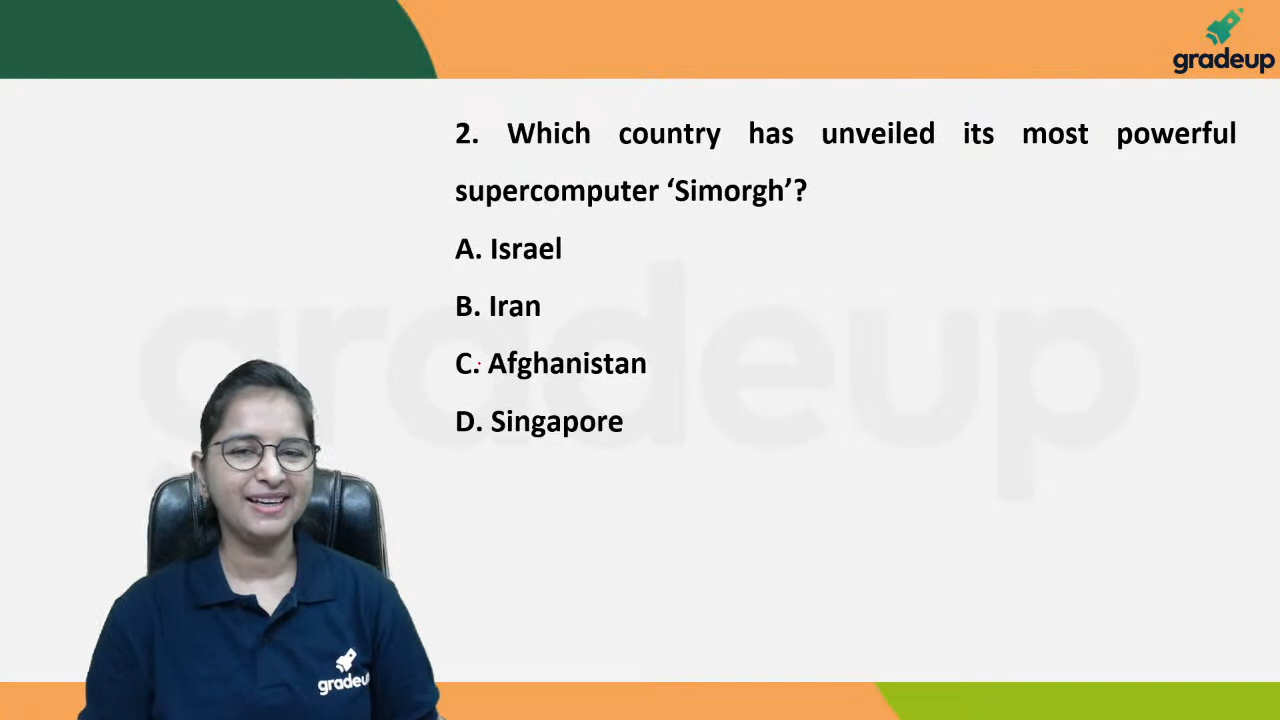 gradeup
2. Which country has unveiled its most powerful
supercomputer ‘Simorgh’?
A. Israel
B. Iran
C. Afghanistan
D. Singapore
gradeup
gradeup